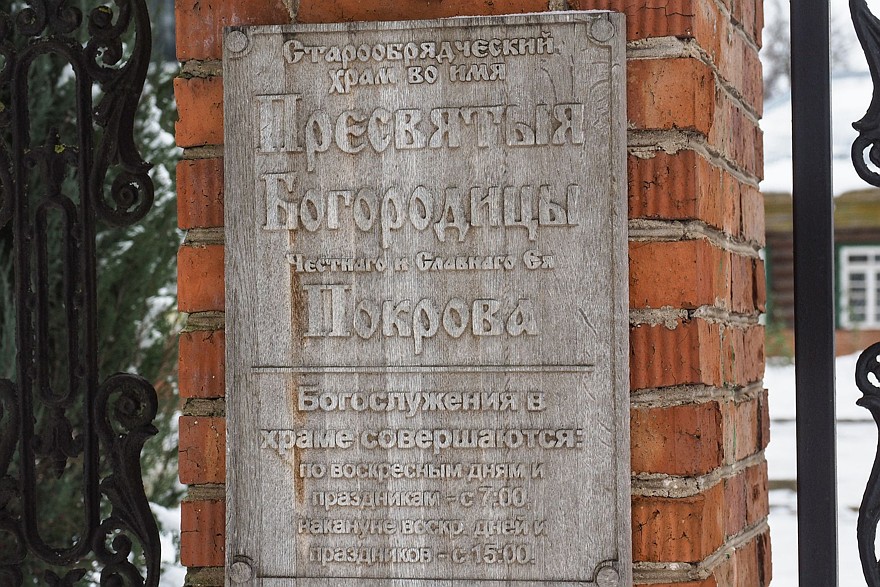 Старообрядческий
храм во имя
Пресвятыя
Богородицы
Честнаго и Славнаго Ея
Покрова
Богослужения в
храме совершаются:
по воскресным дням и
праздникам - с 7:00
накануне воскр. дней и
праздников - с 15:00.